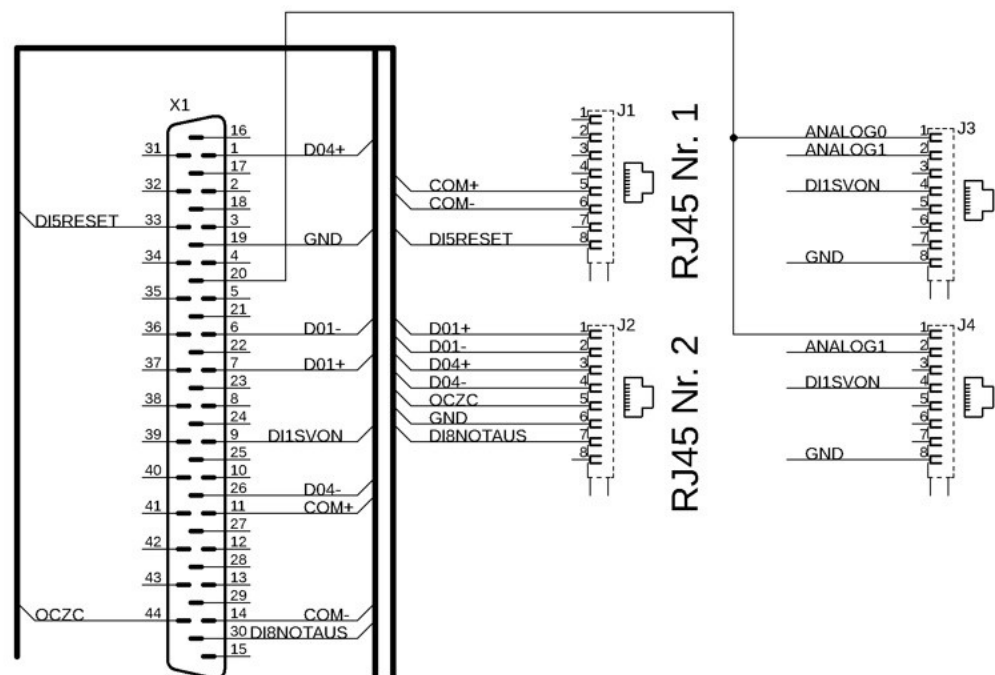 X1
16
31 1 D04+
17
32 2
18
DI5RESET 33 3
19 GND
34 4
20
35 5
21
36 6 D01-
22
37 7 D01+
23
38 8
24
39 9 DI1SVON
25
40 10
26 D04-
41 11 COM+
27
42 12
28
43 13
29
OCZC 44 14 COM-
30 DI8NOTAUS
15
J1
1
2
3
4
COM+ 5
COM- 6
7
DI5RESET 8
RJ45 Nr. 1
J2
D01+ 1
D01- 2
D04+ 3
D04- 4
OCZC 5
GND 6
DI8NOTAUS 7
8
RJ45 Nr. 2
J3
ANALOG0 1
ANALOG1 2
3
DI1SVON 4
5
6
7
GND 8
J4
1
ANALOG1 2
3
DI1SVON 4
5
6
7
GND 8